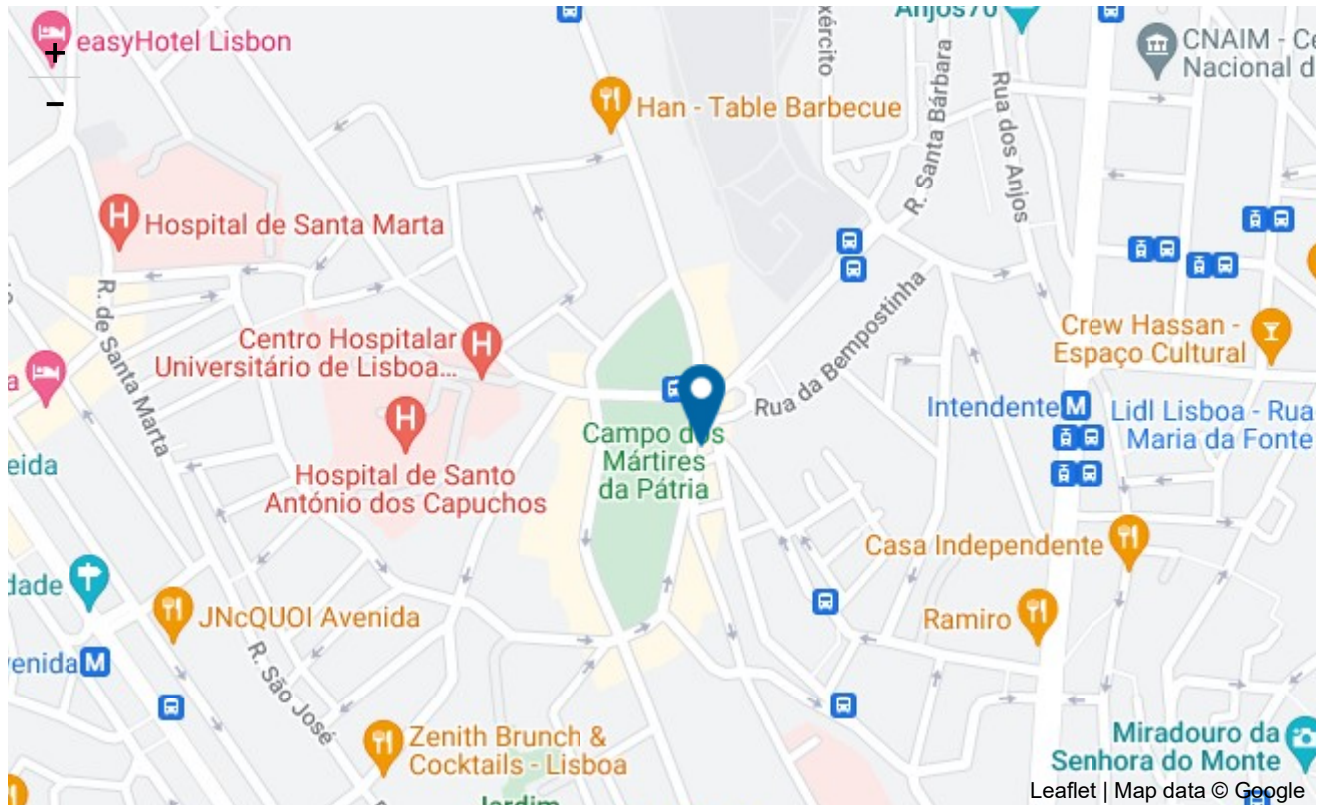 Anjos70
easyHotel Lisbon
+
−
CNAIM - Ce
Nacional d
xército
R. Santa Bárbara
Rua dos Anjos
Han - Table Barbecue
Hospital de Santa Marta
R. de Santa Marta
Centro Hospitalar
Universitário de Lisboa...
Rua da Bempostinha
Crew Hassan -
Espaço Cultural
a
Intendente
Lidl Lisboa - Rua
Maria da Fonte
Campo dos
Mártires
da Pátria
eida
Hospital de Santo
António dos Capuchos
Casa Independente
dade
JNcQUOI Avenida
Ramiro
venida
R. São José
Zenith Brunch &
Cocktails - Lisboa
Miradouro da
Senhora do Monte
Jardim
Leaflet | Map data © Google